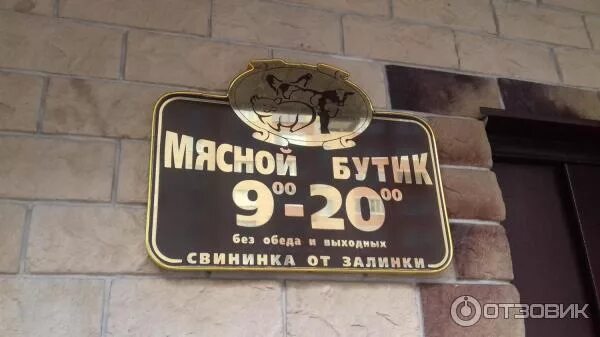 МЯСНОЙ БУТИК
9⁰⁰-20⁰⁰
без обеда и выходных
СВИНИНКА ОТ ЗАЛИНКИ
ОТЗОВИК